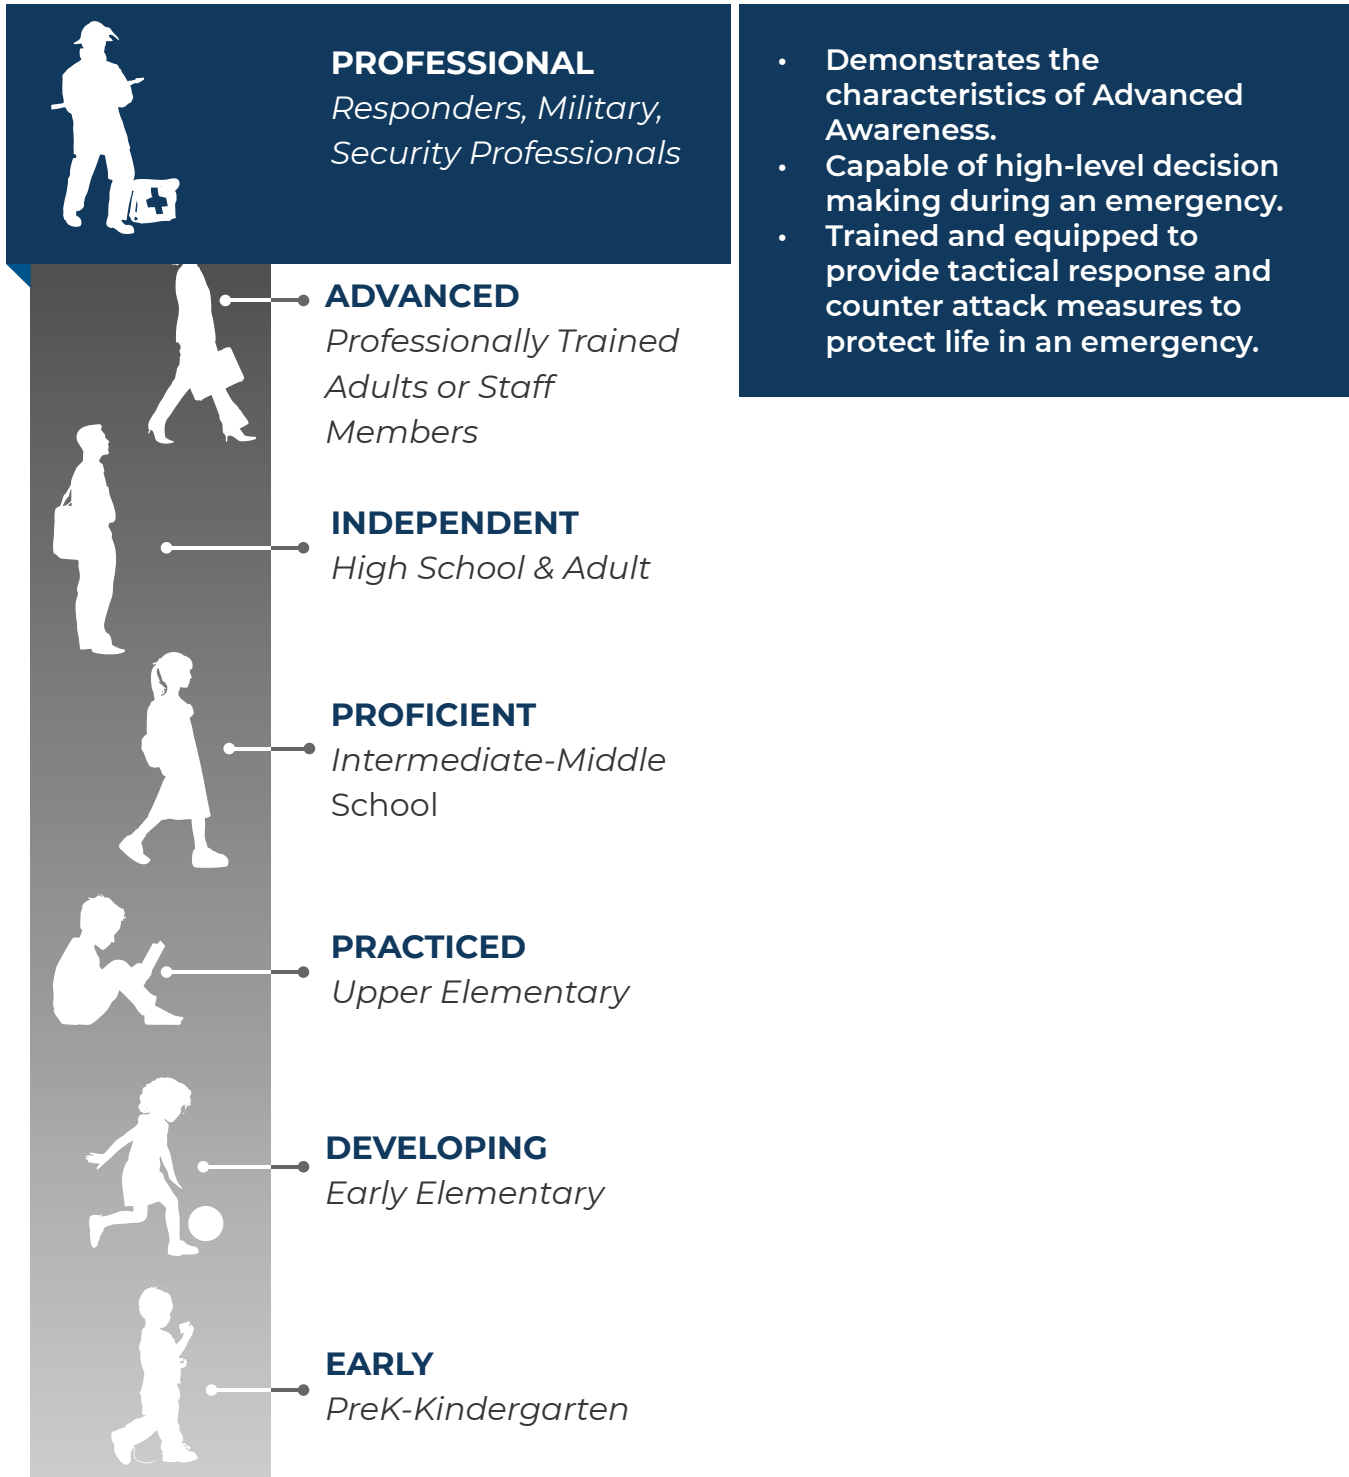 PROFESSIONAL
Responders, Military,
Security Professionals
• Demonstrates the
characteristics of Advanced
Awareness.
• Capable of high-level decision
making during an emergency.
• Trained and equipped to
provide tactical response and
counter attack measures to
protect life in an emergency.
ADVANCED
Professionally Trained
Adults or Staff
Members
INDEPENDENT
High School & Adult
PROFICIENT
Intermediate-Middle
School
PRACTICED
Upper Elementary
DEVELOPING
Early Elementary
EARLY
PreK-Kindergarten